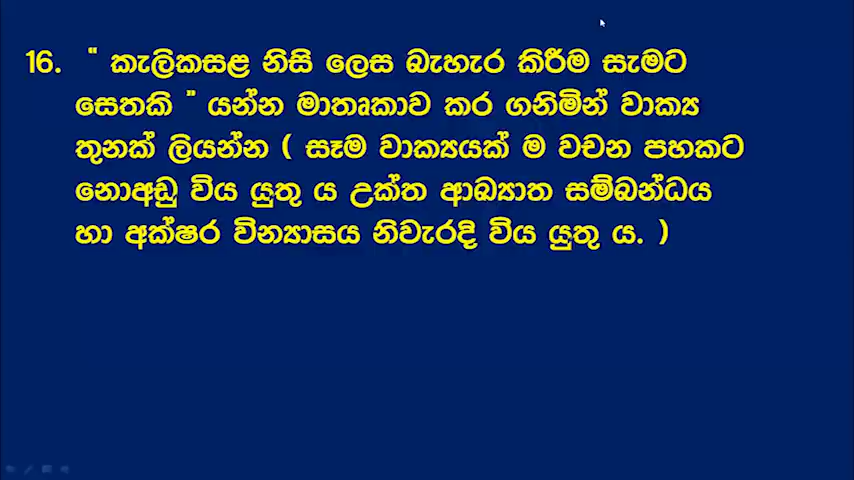 16. " කැලිකසළ නිසි ලෙස බැහැර කිරීම සැමට
සෙතකි " යන්න මාතෘකාව කර ගනිමින් වාක්‍ය
තුනක් ලියන්න ( සෑම වාක්‍යයක් ම වචන පහකට
නොඅඩු විය යුතු ය උක්ත ආඛ්‍යාත සම්බන්ධය
හා අක්ෂර වින්‍යාසය නිවැරදි විය යුතු ය. )